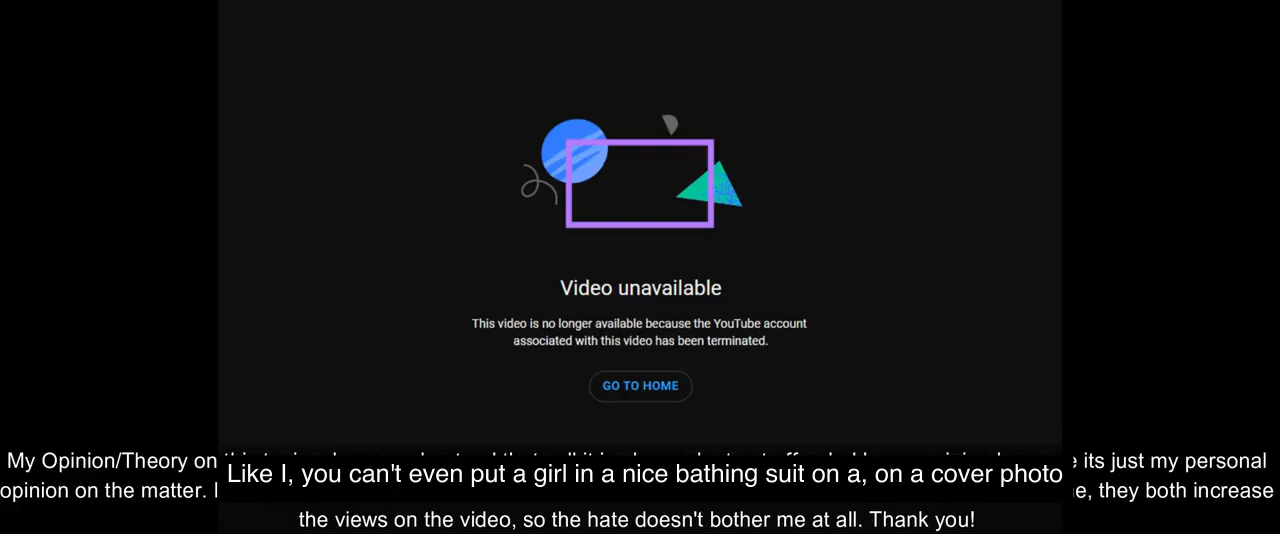 Video unavailable
This video is no longer available because the YouTube account
associated with this video has been terminated.
GO TO HOME
My Opinion/Theory on its just my personal
Like I, you can't even put a girl in a nice bathing suit on a, on a cover photo
opinion on the matter. they both increase
the views on the video, so the hate doesn't bother me at all. Thank you!